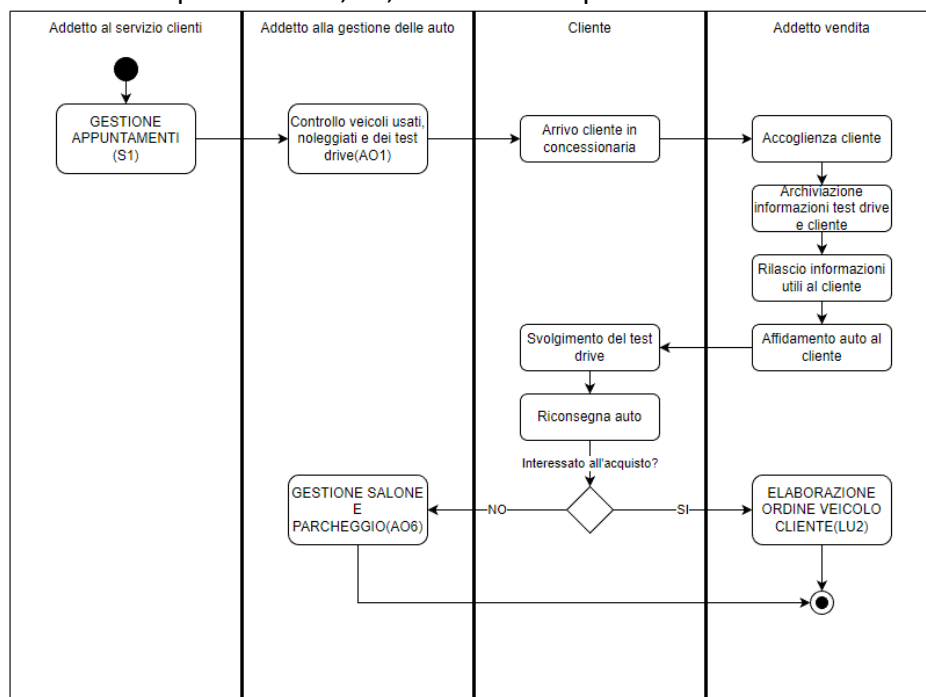 Addetto al servizio clienti
Addetto alla gestione delle auto
Cliente
Addetto vendita
GESTIONE
APPUNTAMENTI
(S1)
Controllo veicoli usati,
noleggiati e dei test
drive(AO1)
Arrivo cliente in
concessionaria
Accoglienza cliente
Archiviazione
informazioni test drive
e cliente
Rilascio informazioni
utili al cliente
Affidamento auto al
cliente
Svolgimento del test
drive
Riconsegna auto
Interessato all'acquisto?
NO
SI
GESTIONE SALONE
E
PARCHEGGIO(AO6)
ELABORAZIONE
ORDINE VEICOLO
CLIENTE(LU2)